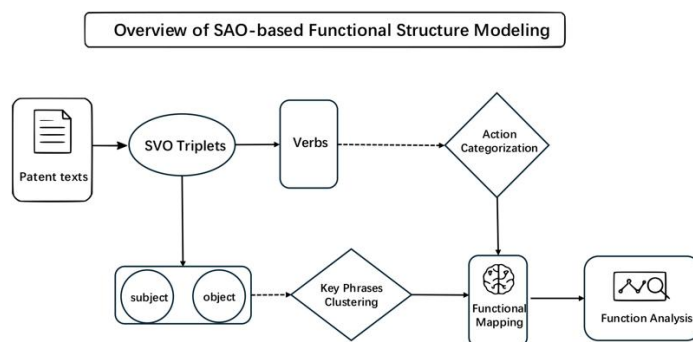 Overview of SAO-based Functional Structure Modeling
Patent texts
SVO Triplets
Verbs
Action
Categorization
subject
object
Key Phrases
Clustering
Functional
Mapping
Function Analysis